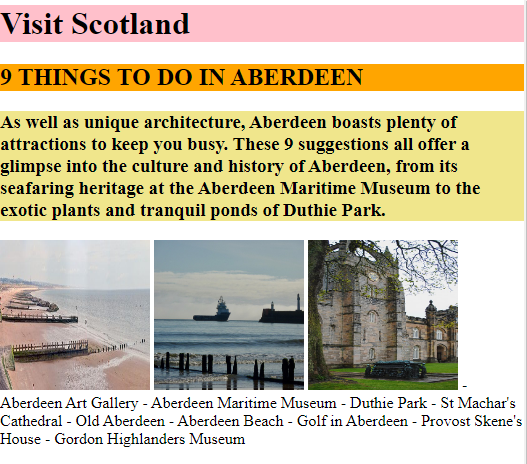 Visit Scotland
9 THINGS TO DO IN ABERDEEN
As well as unique architecture, Aberdeen boasts plenty of
attractions to keep you busy. These 9 suggestions all offer a
glimpse into the culture and history of Aberdeen, from its
seafaring heritage at the Aberdeen Maritime Museum to the
exotic plants and tranquil ponds of Duthie Park.
-
Aberdeen Art Gallery - Aberdeen Maritime Museum - Duthie Park - St Machar's
Cathedral - Old Aberdeen - Aberdeen Beach - Golf in Aberdeen - Provost Skene's
House - Gordon Highlanders Museum